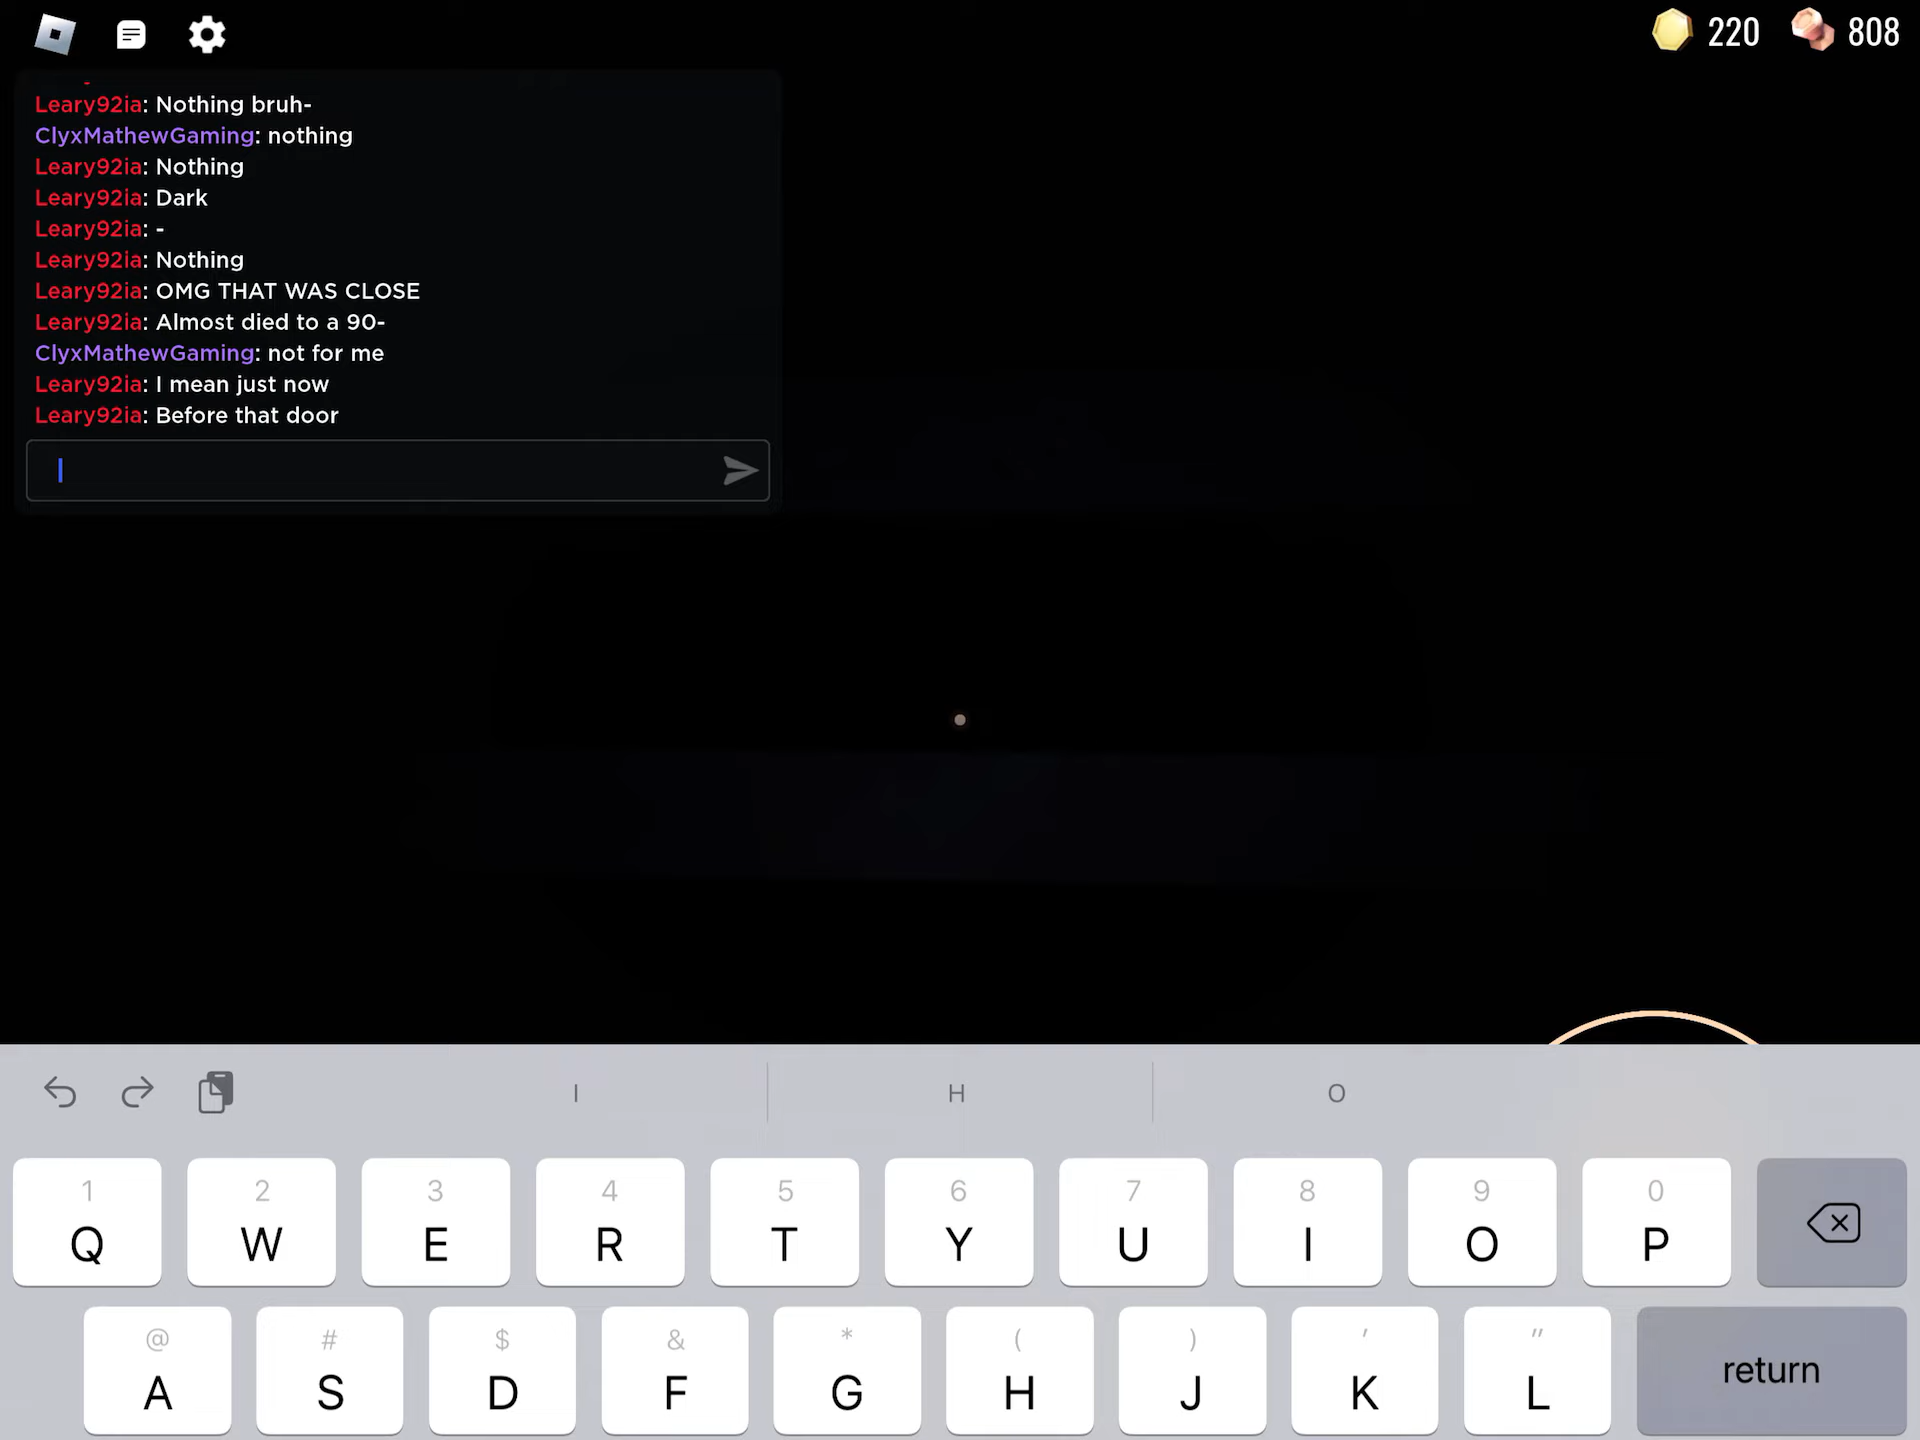 220 808
Leary92ia: Nothing bruh-
ClyxMathewGaming: nothing
Leary92ia: Nothing
Leary92ia: Dark
Leary92ia: -
Leary92ia: Nothing
Leary92ia: OMG THAT WAS CLOSE
Leary92ia: Almost died to a 90-
ClyxMathewGaming: not for me
Leary92ia: I mean just now
Leary92ia: Before that door
I H O
1 2 3 4 5 6 7 8 9 0
Q W E R T Y U I O P
@ # $ & * ( ) ' "
A S D F G H J K L return